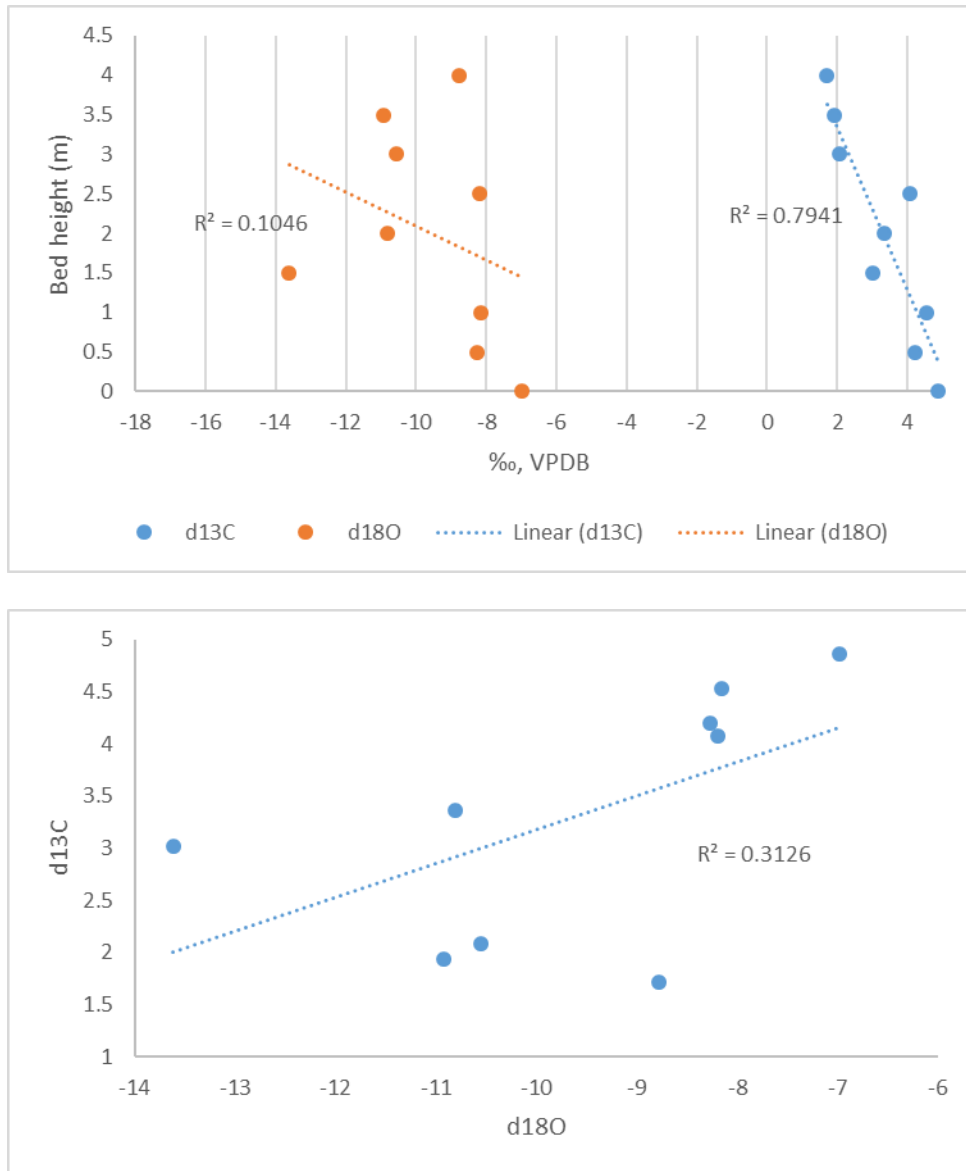 4.5
4
3.5
3
2.5
2
1.5
1
0.5
0
Bed height (m)
R² = 0.1046
R² = 0.7941
-18 -16 -14 -12 -10 -8 -6 -4 -2 0 2 4
‰, VPDB
d13C d18O Linear (d13C) Linear (d18O)
5
4.5
4
3.5
3
2.5
2
1.5
1
d13C
R² = 0.3126
-14 -13 -12 -11 -10 -9 -8 -7 -6
d18O